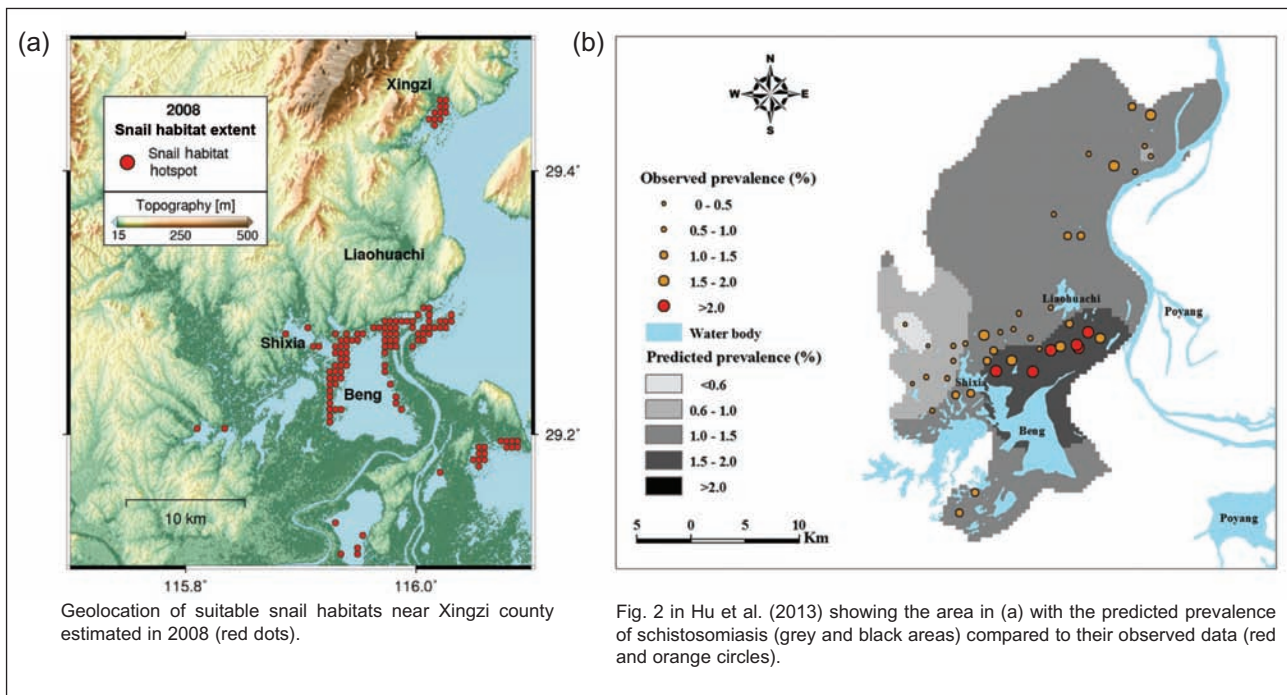 (a)
Xingzi
2008
Snail habitat extent
Snail habitat
hotspot
Topography [m]
15 250 500
29.4°
Liaohuachi
Shixia
Beng
29.2°
10 km
115.8° 116.0°
Geolocation of suitable snail habitats near Xingzi county
estimated in 2008 (red dots).
(b)
N
W E
S
Observed prevalence (%)
0 - 0.5
0.5 - 1.0
1.0 - 1.5
1.5 - 2.0
>2.0
Water body
Predicted prevalence (%)
<0.6
0.6 - 1.0
1.0 - 1.5
1.5 - 2.0
>2.0
5 0 5 10
Km
Liaohuachi
Poyang
Shixia
Beng
Poyang
Fig. 2 in Hu et al. (2013) showing the area in (a) with the predicted prevalence
of schistosomiasis (grey and black areas) compared to their observed data (red
and orange circles).